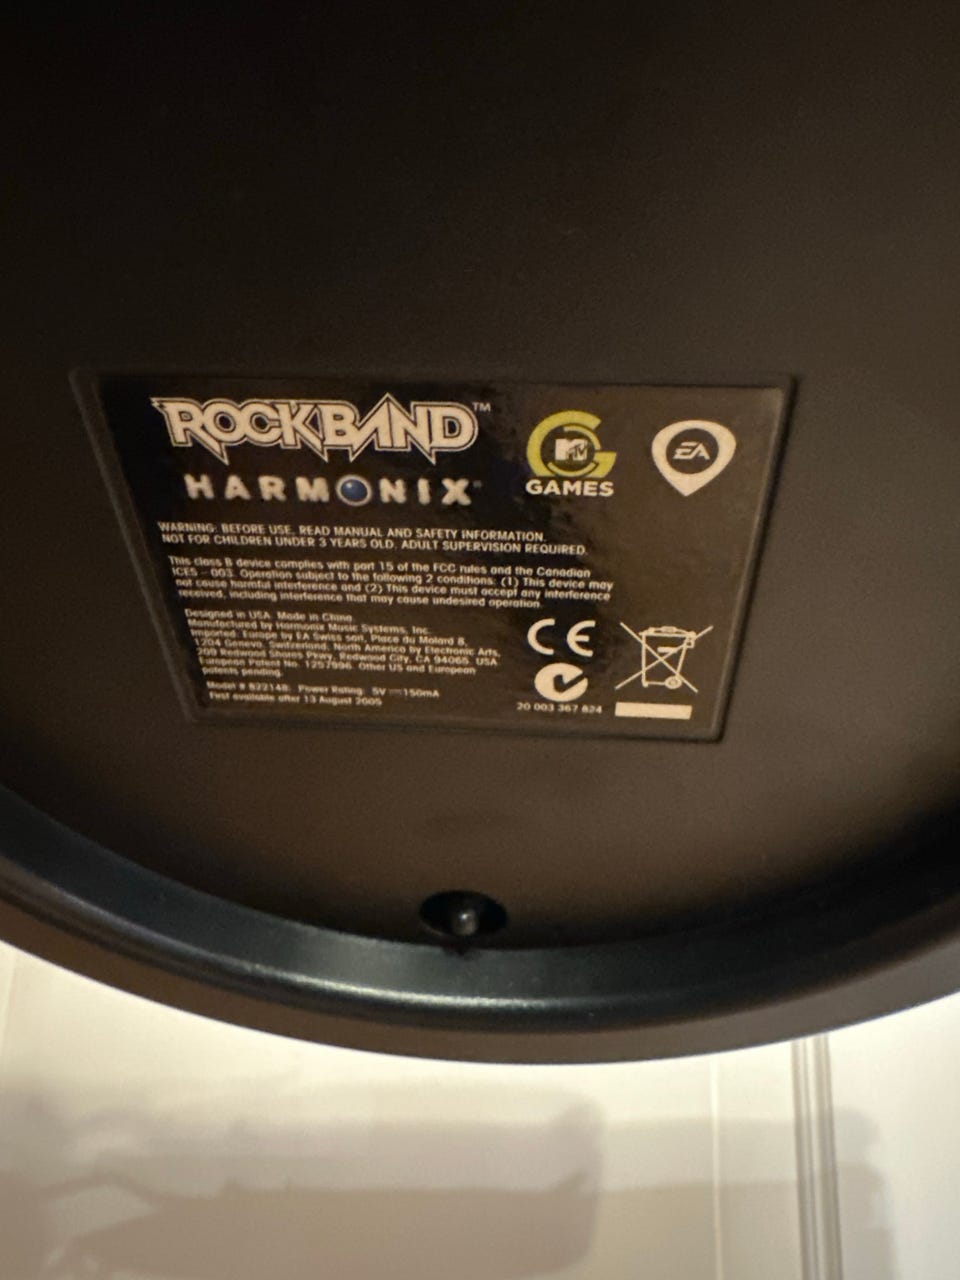 ROCKBAND™
HARMONIX
MTV
GAMES
EA
WARNING: BEFORE USE, READ MANUAL AND SAFETY INFORMATION.
NOT FOR CHILDREN UNDER 3 YEARS OLD. ADULT SUPERVISION REQUIRED.
This class B device complies with part 15 of the FCC rules and the Canadian
ICES - 003. Operation subject to the following 2 conditions: (1) This device may
not cause harmful interference and (2) This device must accept any interference
received, including interference that may cause undesired operation.
Designed in USA. Made in China.
Manufactured by Harmonix Music Systems, Inc.
Imported: Europe by EA Swiss sarl, Place du Molard 8,
1204 Geneva, Switzerland, North America by Electronic Arts,
209 Redwood Shores Pkwy, Redwood City, CA 94065, USA
European Patent No. 1257996. Other US and European
patents pending.
Model # 822148; Power Rating: 5V⎓150mA
First available after 13 August 2005
CE
20 003 367 824